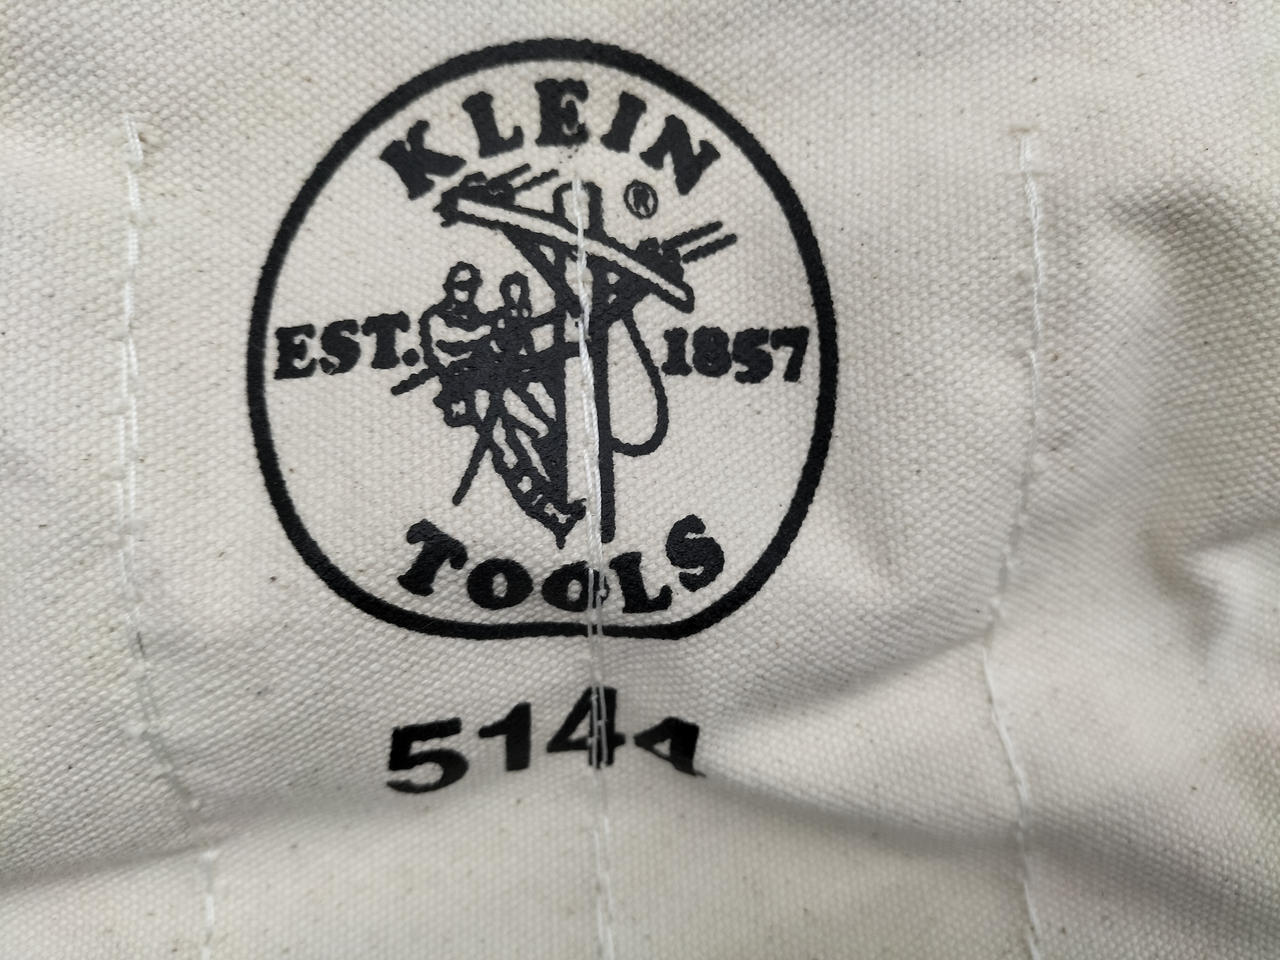 KLEIN
®
EST. 1857
TOOLS
5144